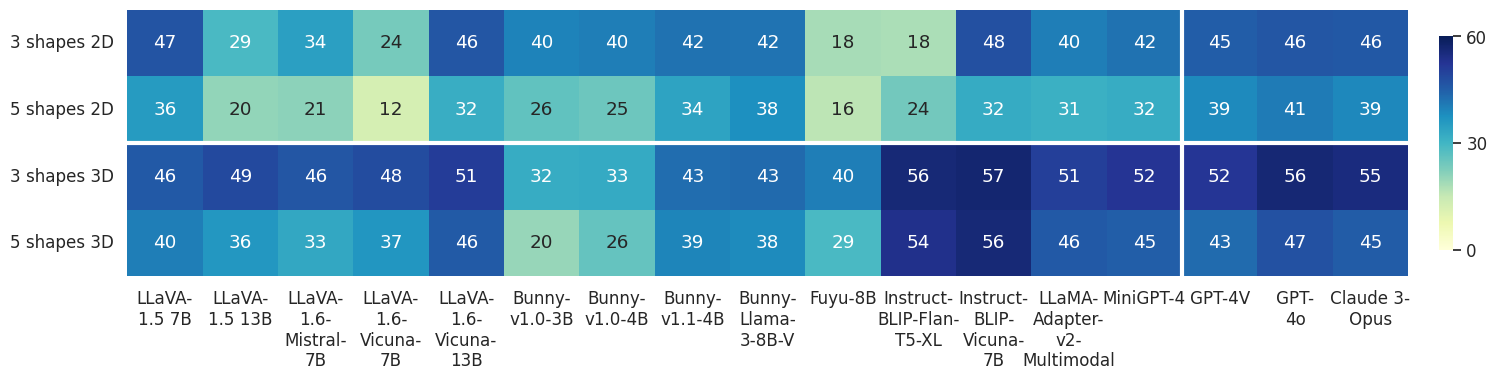 3 shapes 2D 47 29 34 24 46 40 40 42 42 18 18 48 40 42 45 46 46
5 shapes 2D 36 20 21 12 32 26 25 34 38 16 24 32 31 32 39 41 39
3 shapes 3D 46 49 46 48 51 32 33 43 43 40 56 57 51 52 52 56 55
5 shapes 3D 40 36 33 37 46 20 26 39 38 29 54 56 46 45 43 47 45
60
30
0
LLaVA-
1.5 7B
LLaVA-
1.5 13B
LLaVA-
1.6-
Mistral-
7B
LLaVA-
1.6-
Vicuna-
7B
LLaVA-
1.6-
Vicuna-
13B
Bunny-
v1.0-3B
Bunny-
v1.0-4B
Bunny-
v1.1-4B
Bunny-
Llama-
3-8B-V
Fuyu-8B
Instruct-
BLIP-Flan-
T5-XL
Instruct-
BLIP-
Vicuna-
7B
LLaMA-
Adapter-
v2-
Multimodal
MiniGPT-4
GPT-4V
GPT-
4o
Claude 3-
Opus